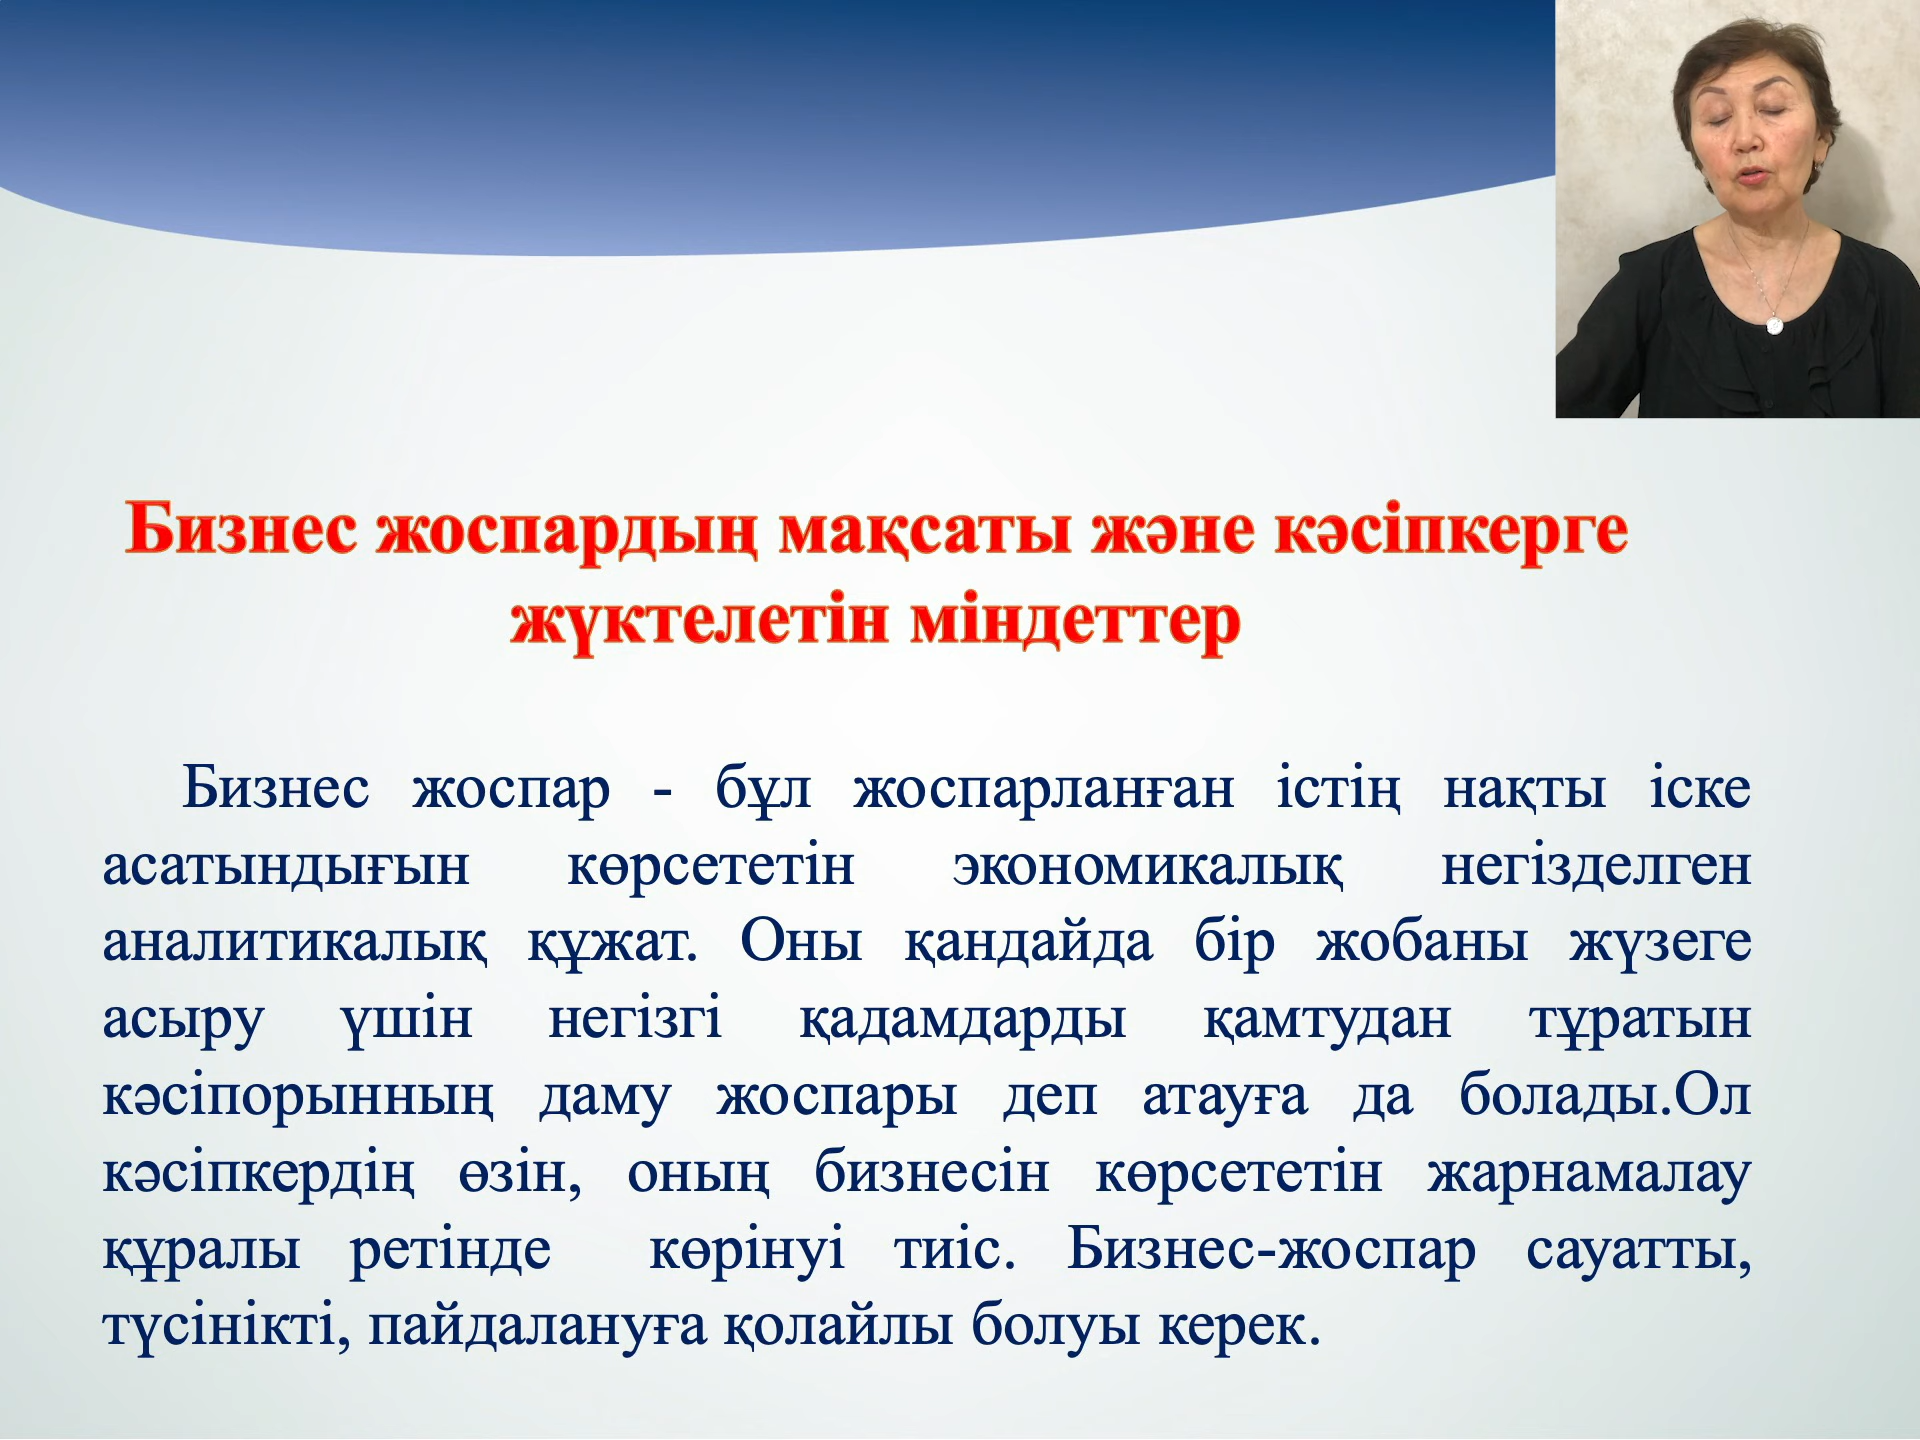 Бизнес жоспардың мақсаты және кәсіпкерге
жүктелетін міндеттер
Бизнес жоспар - бұл жоспарланған істің нақты іске
асатындығын көрсететін экономикалық негізделген
аналитикалық құжат. Оны қандайда бір жобаны жүзеге
асыру үшін негізгі қадамдарды қамтудан тұратын
кәсіпорынның даму жоспары деп атауға да болады.Ол
кәсіпкердің өзін, оның бизнесін көрсететін жарнамалау
құралы ретінде көрінуі тиіс. Бизнес-жоспар сауатты,
түсінікті, пайдалануға қолайлы болуы керек.